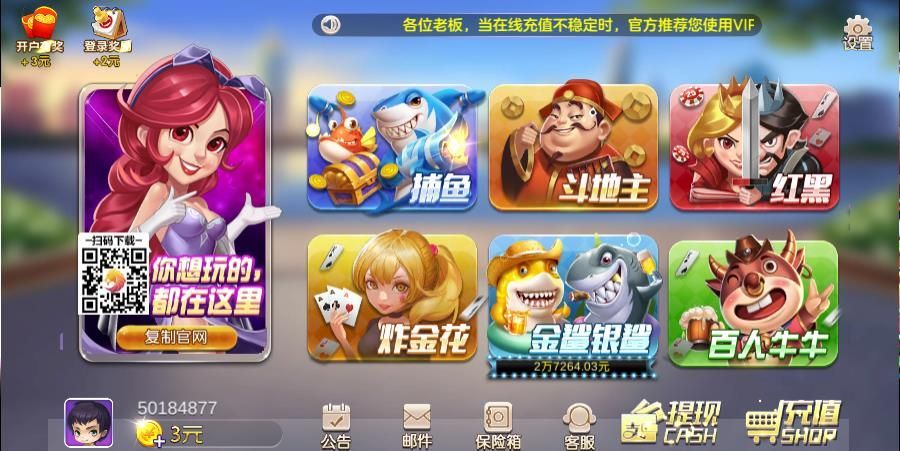 各位老板，当在线充值不稳定时，官方推荐您使用VIP
+3元
登录奖
+2元
设置
捕鱼
斗地主
红黑
扫码下载
你想玩的，
都在这里
复制官网
炸金花
金鲨银鲨
2万7264.03元
百人牛牛
50184877
3元
公告
邮件
保险箱
客服
提现
CASH
充值
SHOP